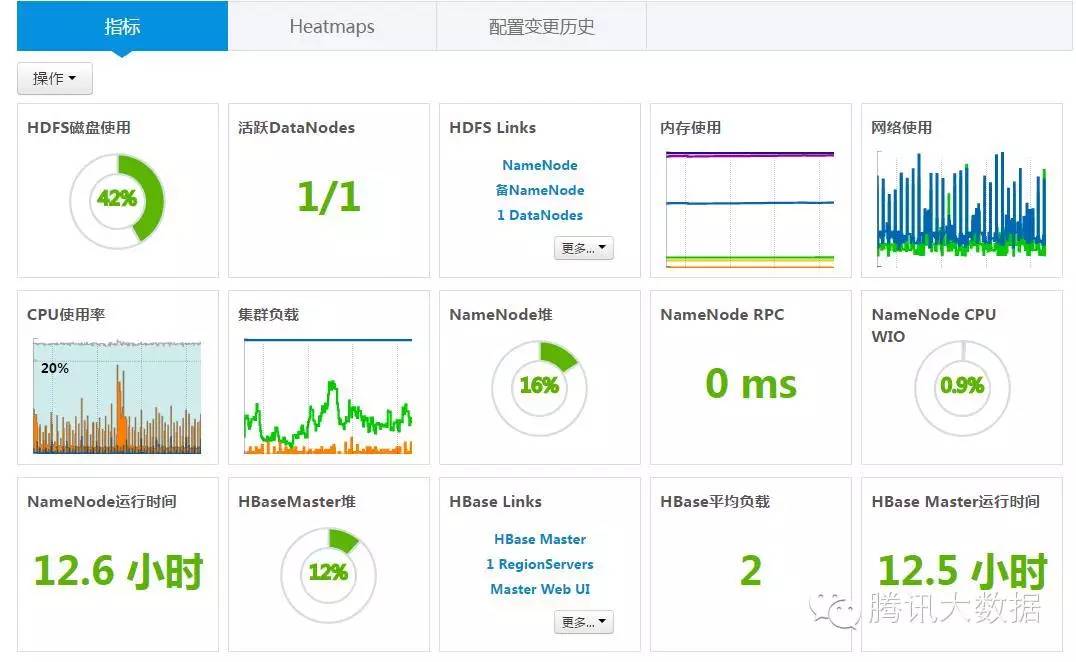 指标
Heatmaps
配置变更历史
操作
HDFS磁盘使用
42%
活跃DataNodes
1/1
HDFS Links
NameNode
备NameNode
1 DataNodes
更多...
内存使用
网络使用
CPU使用率
20%
集群负载
NameNode堆
16%
NameNode RPC
0 ms
NameNode CPU
WIO
0.9%
NameNode运行时间
12.6 小时
HBaseMaster堆
12%
HBase Links
HBase Master
1 RegionServers
Master Web UI
更多...
HBase平均负载
2
HBase Master运行时间
12.5 小时
腾讯大数据